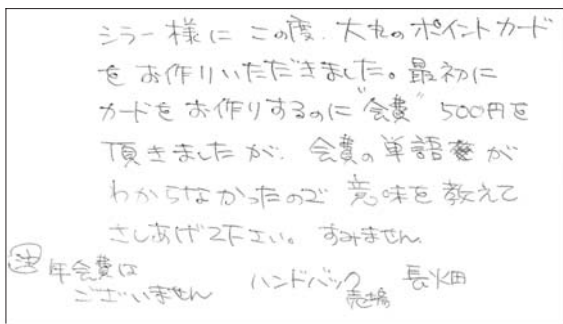 シラー様に この度、大丸のポイントカード
を お作りいただきました。最初に
カードを お作りするのに"会費" 500円を
頂きましたが、会費の単語が
わからなかったので 意味を教えて
さしあげて下さい。すみません
注 年会費は
ございません
ハンドバック
売場 長畑